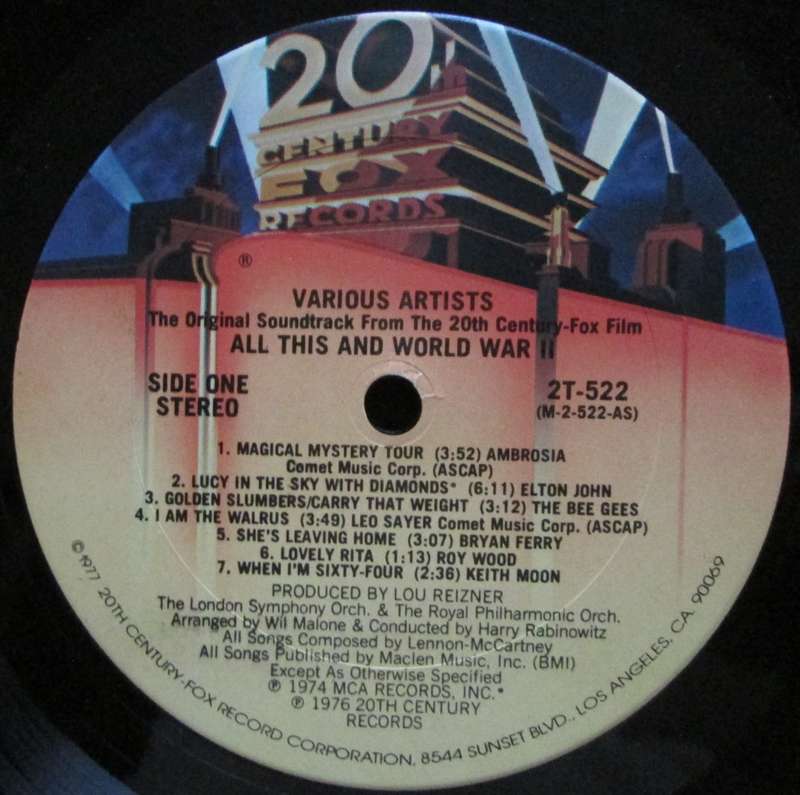 20
CENTURY
FOX
RECORDS
®
VARIOUS ARTISTS
The Original Soundtrack From The 20th Century-Fox Film
ALL THIS AND WORLD WAR II
SIDE ONE
STEREO
2T-522
(M-2-522-AS)
1. MAGICAL MYSTERY TOUR (3:52) AMBROSIA
Comet Music Corp. (ASCAP)
2. LUCY IN THE SKY WITH DIAMONDS* (6:11) ELTON JOHN
3. GOLDEN SLUMBERS/CARRY THAT WEIGHT (3:12) THE BEE GEES
4. I AM THE WALRUS (3:49) LEO SAYER Comet Music Corp. (ASCAP)
5. SHE'S LEAVING HOME (3:07) BRYAN FERRY
6. LOVELY RITA (1:13) ROY WOOD
7. WHEN I'M SIXTY-FOUR (2:36) KEITH MOON
PRODUCED BY LOU REIZNER
The London Symphony Orch. & The Royal Philharmonic Orch.
Arranged by Wil Malone & Conducted by Harry Rabinowitz
All Songs Composed by Lennon-McCartney
All Songs Published by Maclen Music, Inc. (BMI)
Except As Otherwise Specified
℗ 1974 MCA RECORDS, INC.*
℗ 1976 20TH CENTURY
RECORDS
©1977 20TH CENTURY-FOX RECORD CORPORATION, 8544 SUNSET BLVD., LOS ANGELES, CA 90069